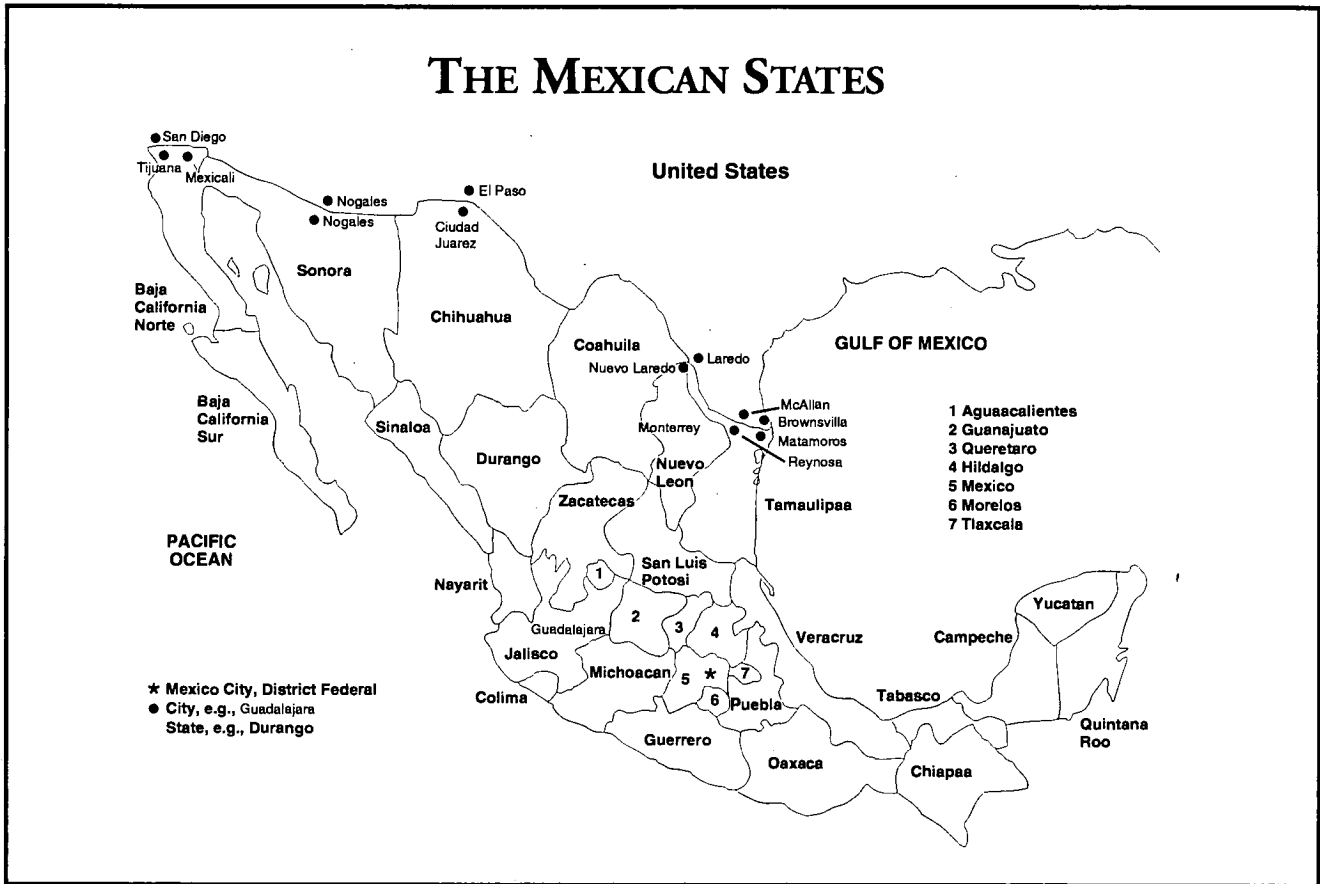 THE MEXICAN STATES
San Diego
Tijuana
Mexicali
United States
Nogales
Nogales
El Paso
Ciudad
Juarez
Sonora
Baja
California
Norte
Chihuahua
Coahuila
GULF OF MEXICO
Nuevo Laredo
Laredo
Baja
California
Sur
Sinaloa
Monterrey
McAllan
Brownsvilla
Matamoros
Reynosa
1 Aguaacalientes
2 Guanajuato
3 Queretaro
4 Hildalgo
5 Mexico
6 Morelos
7 Tlaxcala
Durango
Nuevo
Leon
Zacatecas
Tamaulipaa
PACIFIC
OCEAN
Nayarit
San Luis
Potosi
1
2
3
4
5
*
6
7
Guadalajara
Jalisco
Michoacan
Colima
Puebla
Veracruz
Campeche
Yucatan
Tabasco
Quintana
Roo
Guerrero
Oaxaca
Chiapaa
* Mexico City, District Federal
● City, e.g., Guadalajara
State, e.g., Durango